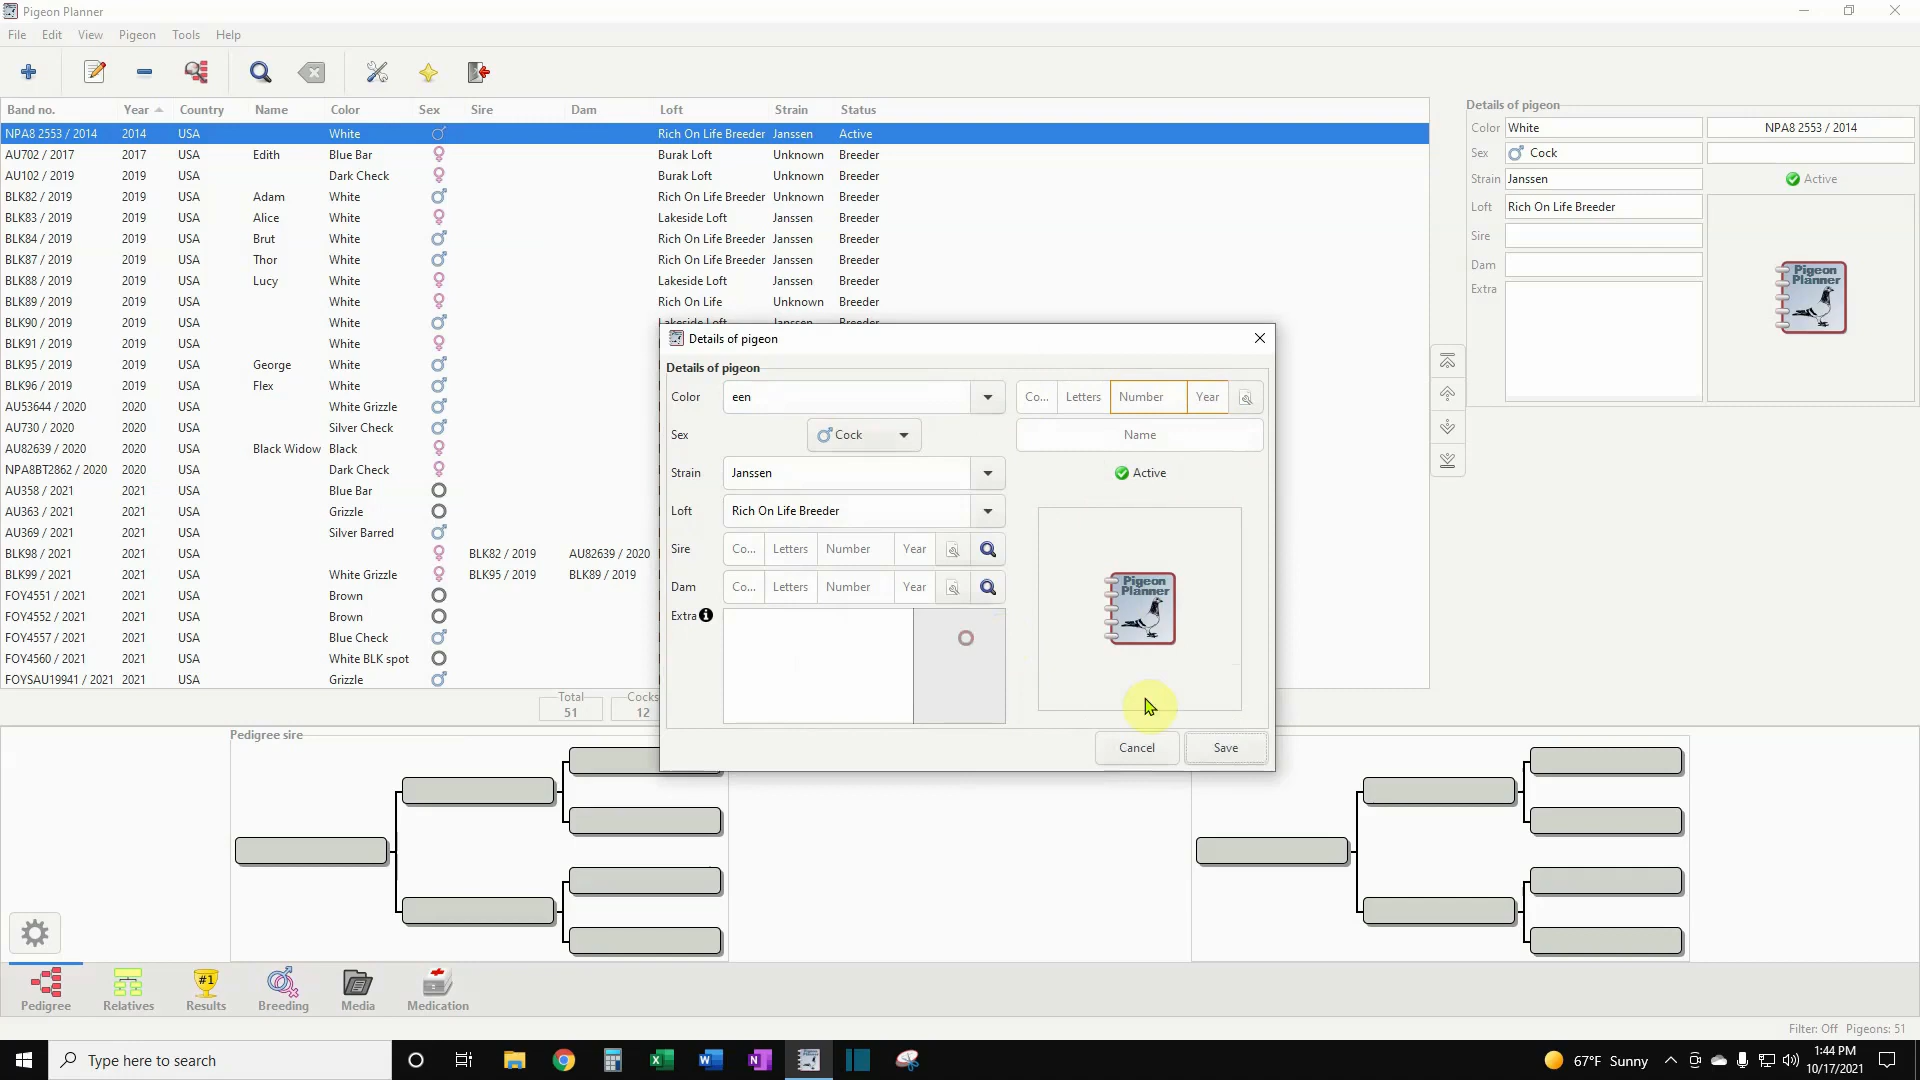 Pigeon Planner
File Edit View Pigeon Tools Help
Band no. Year Country Name Color Sex Sire Dam Loft Strain Status
NPA8 2553 / 2014 2014 USA White Rich On Life Breeder Janssen Active
AU702 / 2017 2017 USA Edith Blue Bar Burak Loft Unknown Breeder
AU102 / 2019 2019 USA Dark Check Burak Loft Unknown Breeder
BLK82 / 2019 2019 USA Adam White Rich On Life Breeder Unknown Breeder
BLK83 / 2019 2019 USA Alice White Lakeside Loft Janssen Breeder
BLK84 / 2019 2019 USA Brut White Rich On Life Breeder Janssen Breeder
BLK87 / 2019 2019 USA Thor White Rich On Life Breeder Janssen Breeder
BLK88 / 2019 2019 USA Lucy White Lakeside Loft Janssen Breeder
BLK89 / 2019 2019 USA White Rich On Life Unknown Breeder
BLK90 / 2019 2019 USA White Lakeside Loft Janssen Breeder
BLK91 / 2019 2019 USA White
BLK95 / 2019 2019 USA George White
BLK96 / 2019 2019 USA Flex White
AU53644 / 2020 2020 USA White Grizzle
AU730 / 2020 2020 USA Silver Check
AU82639 / 2020 2020 USA Black Widow Black
NPA8BT2862 / 2020 2020 USA Dark Check
AU358 / 2021 2021 USA Blue Bar
AU363 / 2021 2021 USA Grizzle
AU369 / 2021 2021 USA Silver Barred
BLK98 / 2021 2021 USA BLK82 / 2019 AU82639 / 2020
BLK99 / 2021 2021 USA White Grizzle BLK95 / 2019 BLK89 / 2019
FOY4551 / 2021 2021 USA Brown
FOY4552 / 2021 2021 USA Brown
FOY4557 / 2021 2021 USA Blue Check
FOY4560 / 2021 2021 USA White BLK spot
FOYSAU19941 / 2021 2021 USA Grizzle
Total Cocks
51 12
Details of pigeon
Color White NPA8 2553 / 2014
Sex Cock
Strain Janssen Active
Loft Rich On Life Breeder
Sire
Dam
Extra
Pigeon
Planner
Details of pigeon
Details of pigeon
Color een Co... Letters Number Year
Sex Cock Name
Strain Janssen Active
Loft Rich On Life Breeder
Sire Co... Letters Number Year
Dam Co... Letters Number Year
Extra
Pigeon
Planner
Cancel Save
Pedigree sire
Pedigree Relatives #1 Results Breeding Media Medication
Filter: Off Pigeons: 51
Type here to search
67°F Sunny
1:44 PM
10/17/2021